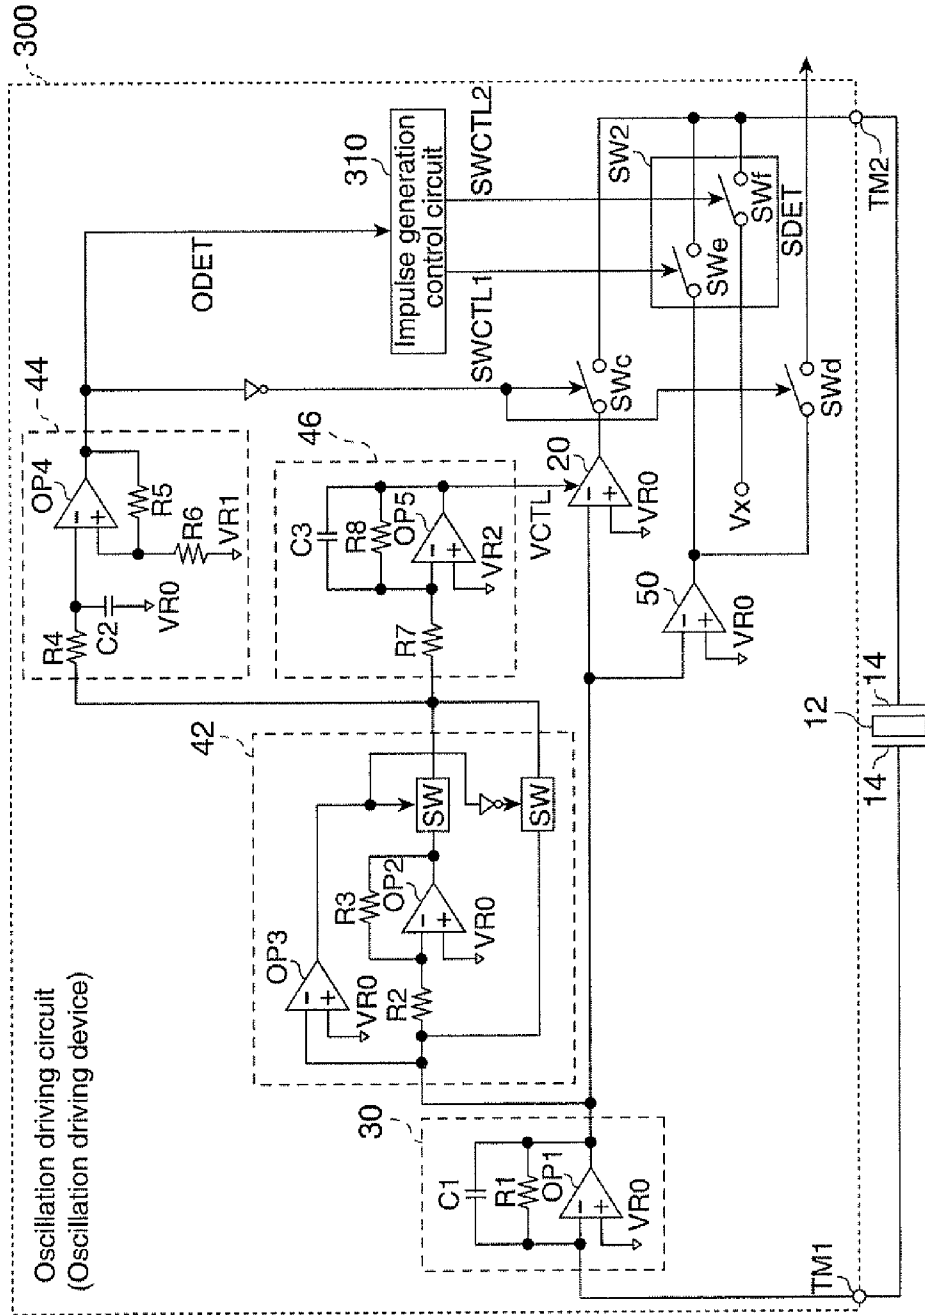 300
Oscillation driving circuit
(Oscillation driving device)
44
OP4
R5
R6
VR1
R4
C2
VR0
ODET
310
Impulse generation
control circuit
SWCTL1
SWCTL2
42
OP3
VR0
R3
OP2
R2
VR0
SW
SW
46
C3
R8
OP5
R7
VR2
VCTL
30
C1
R1
OP1
VR0
20
VR0
SWc
SW2
SWe
SWf
50
VR0
Vx
SDET
SWd
TM1
TM2
14
12
14